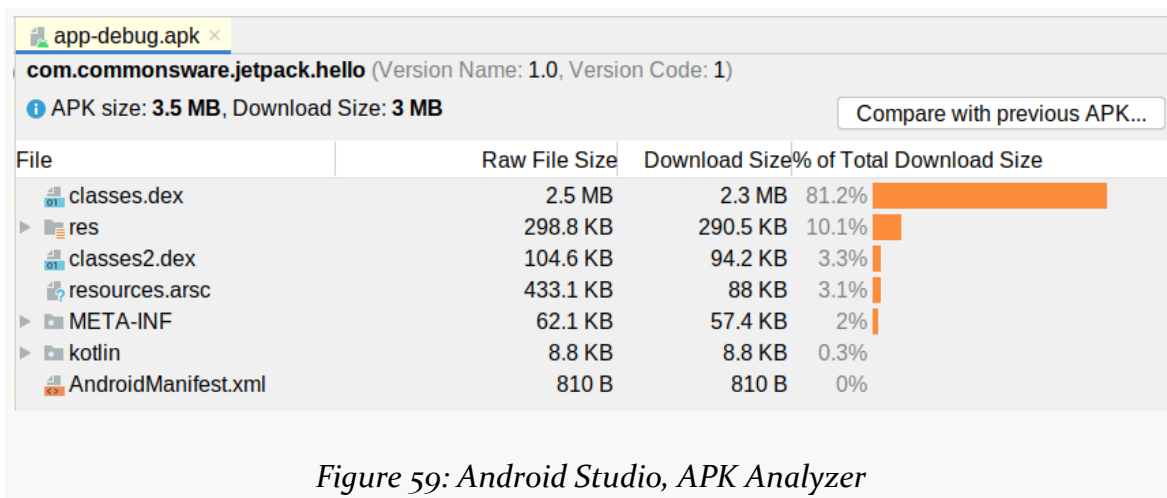 app-debug.apk ×
com.commonsware.jetpack.hello (Version Name: 1.0, Version Code: 1)
APK size: 3.5 MB, Download Size: 3 MB Compare with previous APK...
File Raw File Size Download Size % of Total Download Size
classes.dex 2.5 MB 2.3 MB 81.2%
res 298.8 KB 290.5 KB 10.1%
classes2.dex 104.6 KB 94.2 KB 3.3%
resources.arsc 433.1 KB 88 KB 3.1%
META-INF 62.1 KB 57.4 KB 2%
kotlin 8.8 KB 8.8 KB 0.3%
AndroidManifest.xml 810 B 810 B 0%
Figure 59: Android Studio, APK Analyzer